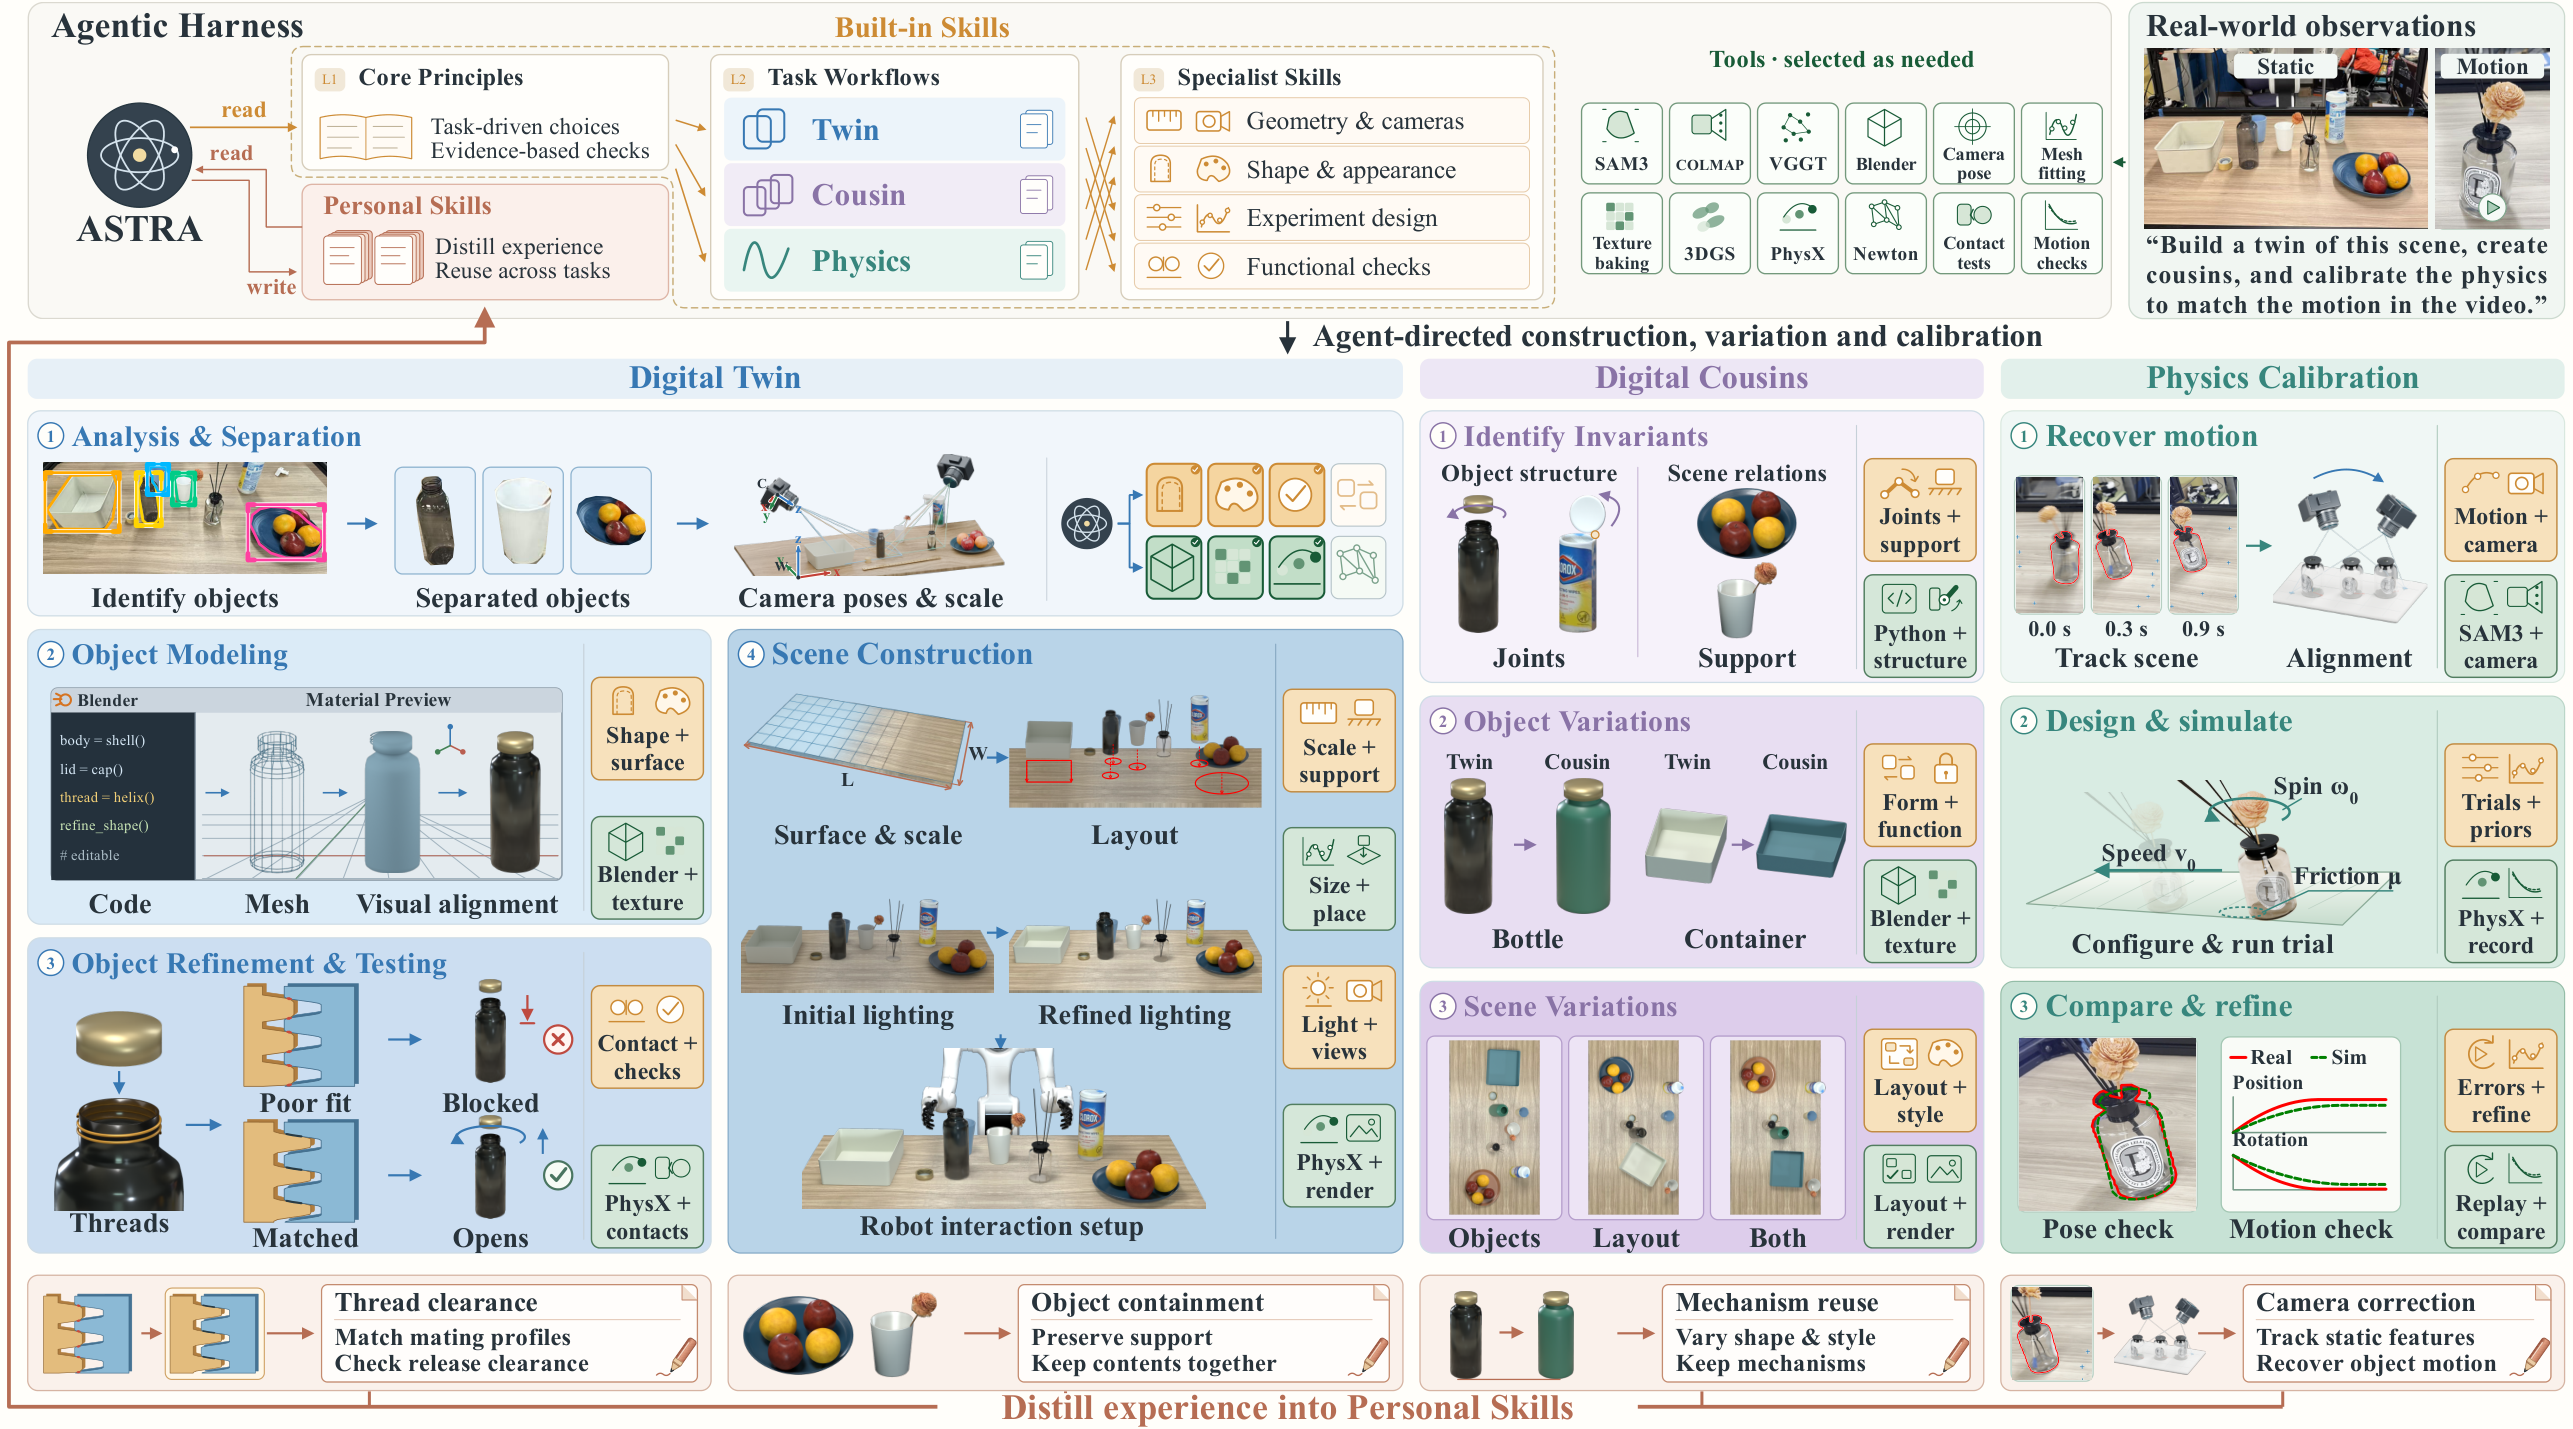 Agentic Harness
Built-in Skills
ASTRA
read
read
write
L1 Core Principles
Task-driven choices
Evidence-based checks
Personal Skills
Distill experience
Reuse across tasks
L2 Task Workflows
Twin
Cousin
Physics
L3 Specialist Skills
Geometry & cameras
Shape & appearance
Experiment design
Functional checks
Tools · selected as needed
SAM3
COLMAP
VGGT
Blender
Camera
pose
Mesh
fitting
Texture
baking
3DGS
PhysX
Newton
Contact
tests
Motion
checks
Real-world observations
Static
Motion
“Build a twin of this scene, create
cousins, and calibrate the physics
to match the motion in the video.”
Agent-directed construction, variation and calibration
Digital Twin
1 Analysis & Separation
Identify objects
Separated objects
C
y
x
z
z
W
x
Camera poses & scale
2 Object Modeling
Blender
Material Preview
body = shell()
lid = cap()
thread = helix()
refine_shape()
# editable
Code
Mesh
Visual alignment
Shape +
surface
Blender +
texture
3 Object Refinement & Testing
Threads
Poor fit
Matched
Blocked
Opens
Contact +
checks
PhysX +
contacts
4 Scene Construction
L
W
Surface & scale
Layout
Initial lighting
Refined lighting
CLOROX
Robot interaction setup
Scale +
support
Size +
place
Light +
views
PhysX +
render
Digital Cousins
1 Identify Invariants
Object structure
Scene relations
Joints
Support
Joints +
support
</>
Python +
structure
2 Object Variations
Twin
Cousin
Twin
Cousin
Bottle
Container
Form +
function
Blender +
texture
3 Scene Variations
Objects
Layout
Both
Layout +
style
Layout +
render
Physics Calibration
1 Recover motion
0.0 s
0.3 s
0.9 s
Track scene
Alignment
Motion +
camera
SAM3 +
camera
2 Design & simulate
Spin ω0
Speed v0
Friction μ
Configure & run trial
Trials +
priors
PhysX +
record
3 Compare & refine
Real
Sim
Position
Rotation
Pose check
Motion check
Errors +
refine
Replay +
compare
Thread clearance
Match mating profiles
Check release clearance
Object containment
Preserve support
Keep contents together
Mechanism reuse
Vary shape & style
Keep mechanisms
Camera correction
Track static features
Recover object motion
Distill experience into Personal Skills